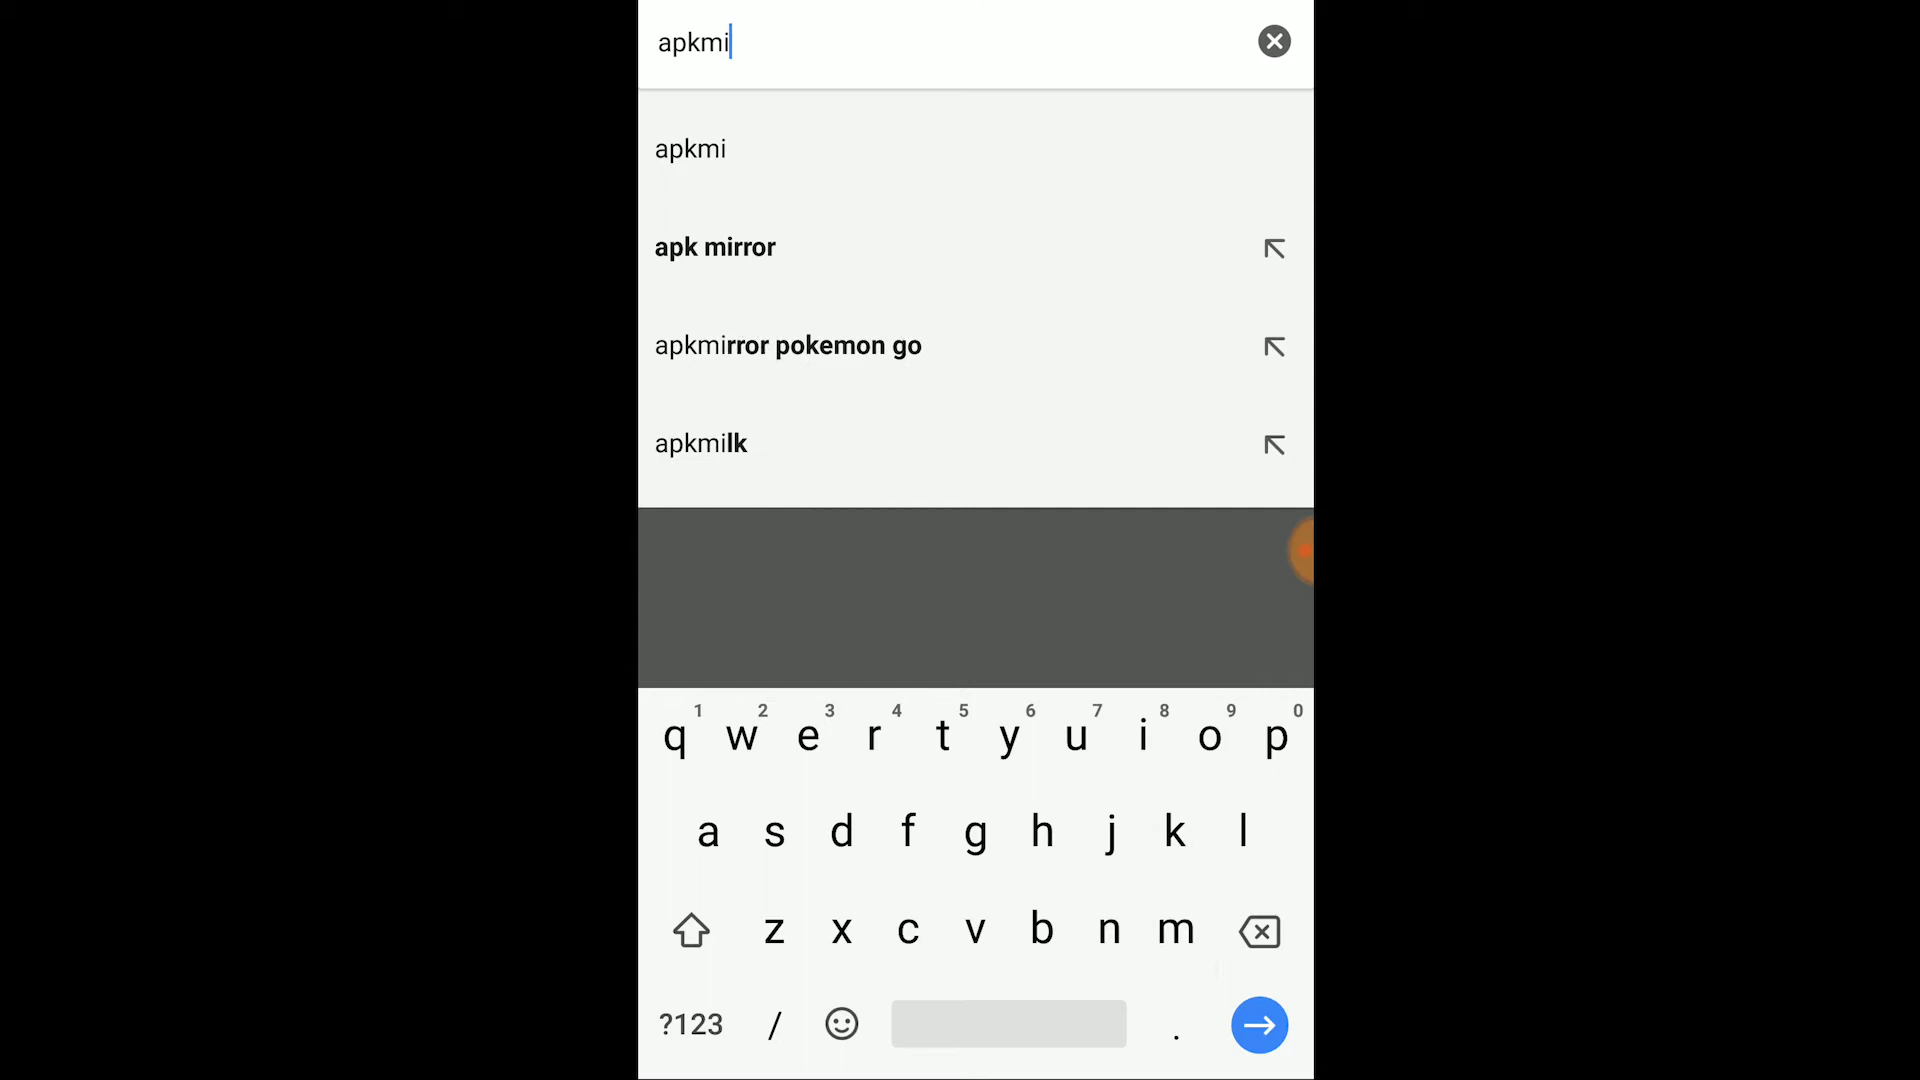 apkmi
apkmi
apk mirror
apkmirror pokemon go
apkmilk
1 2 3 4 5 6 7 8 9 0
q w e r t y u i o p
a s d f g h j k l
z x c v b n m
?123 / .